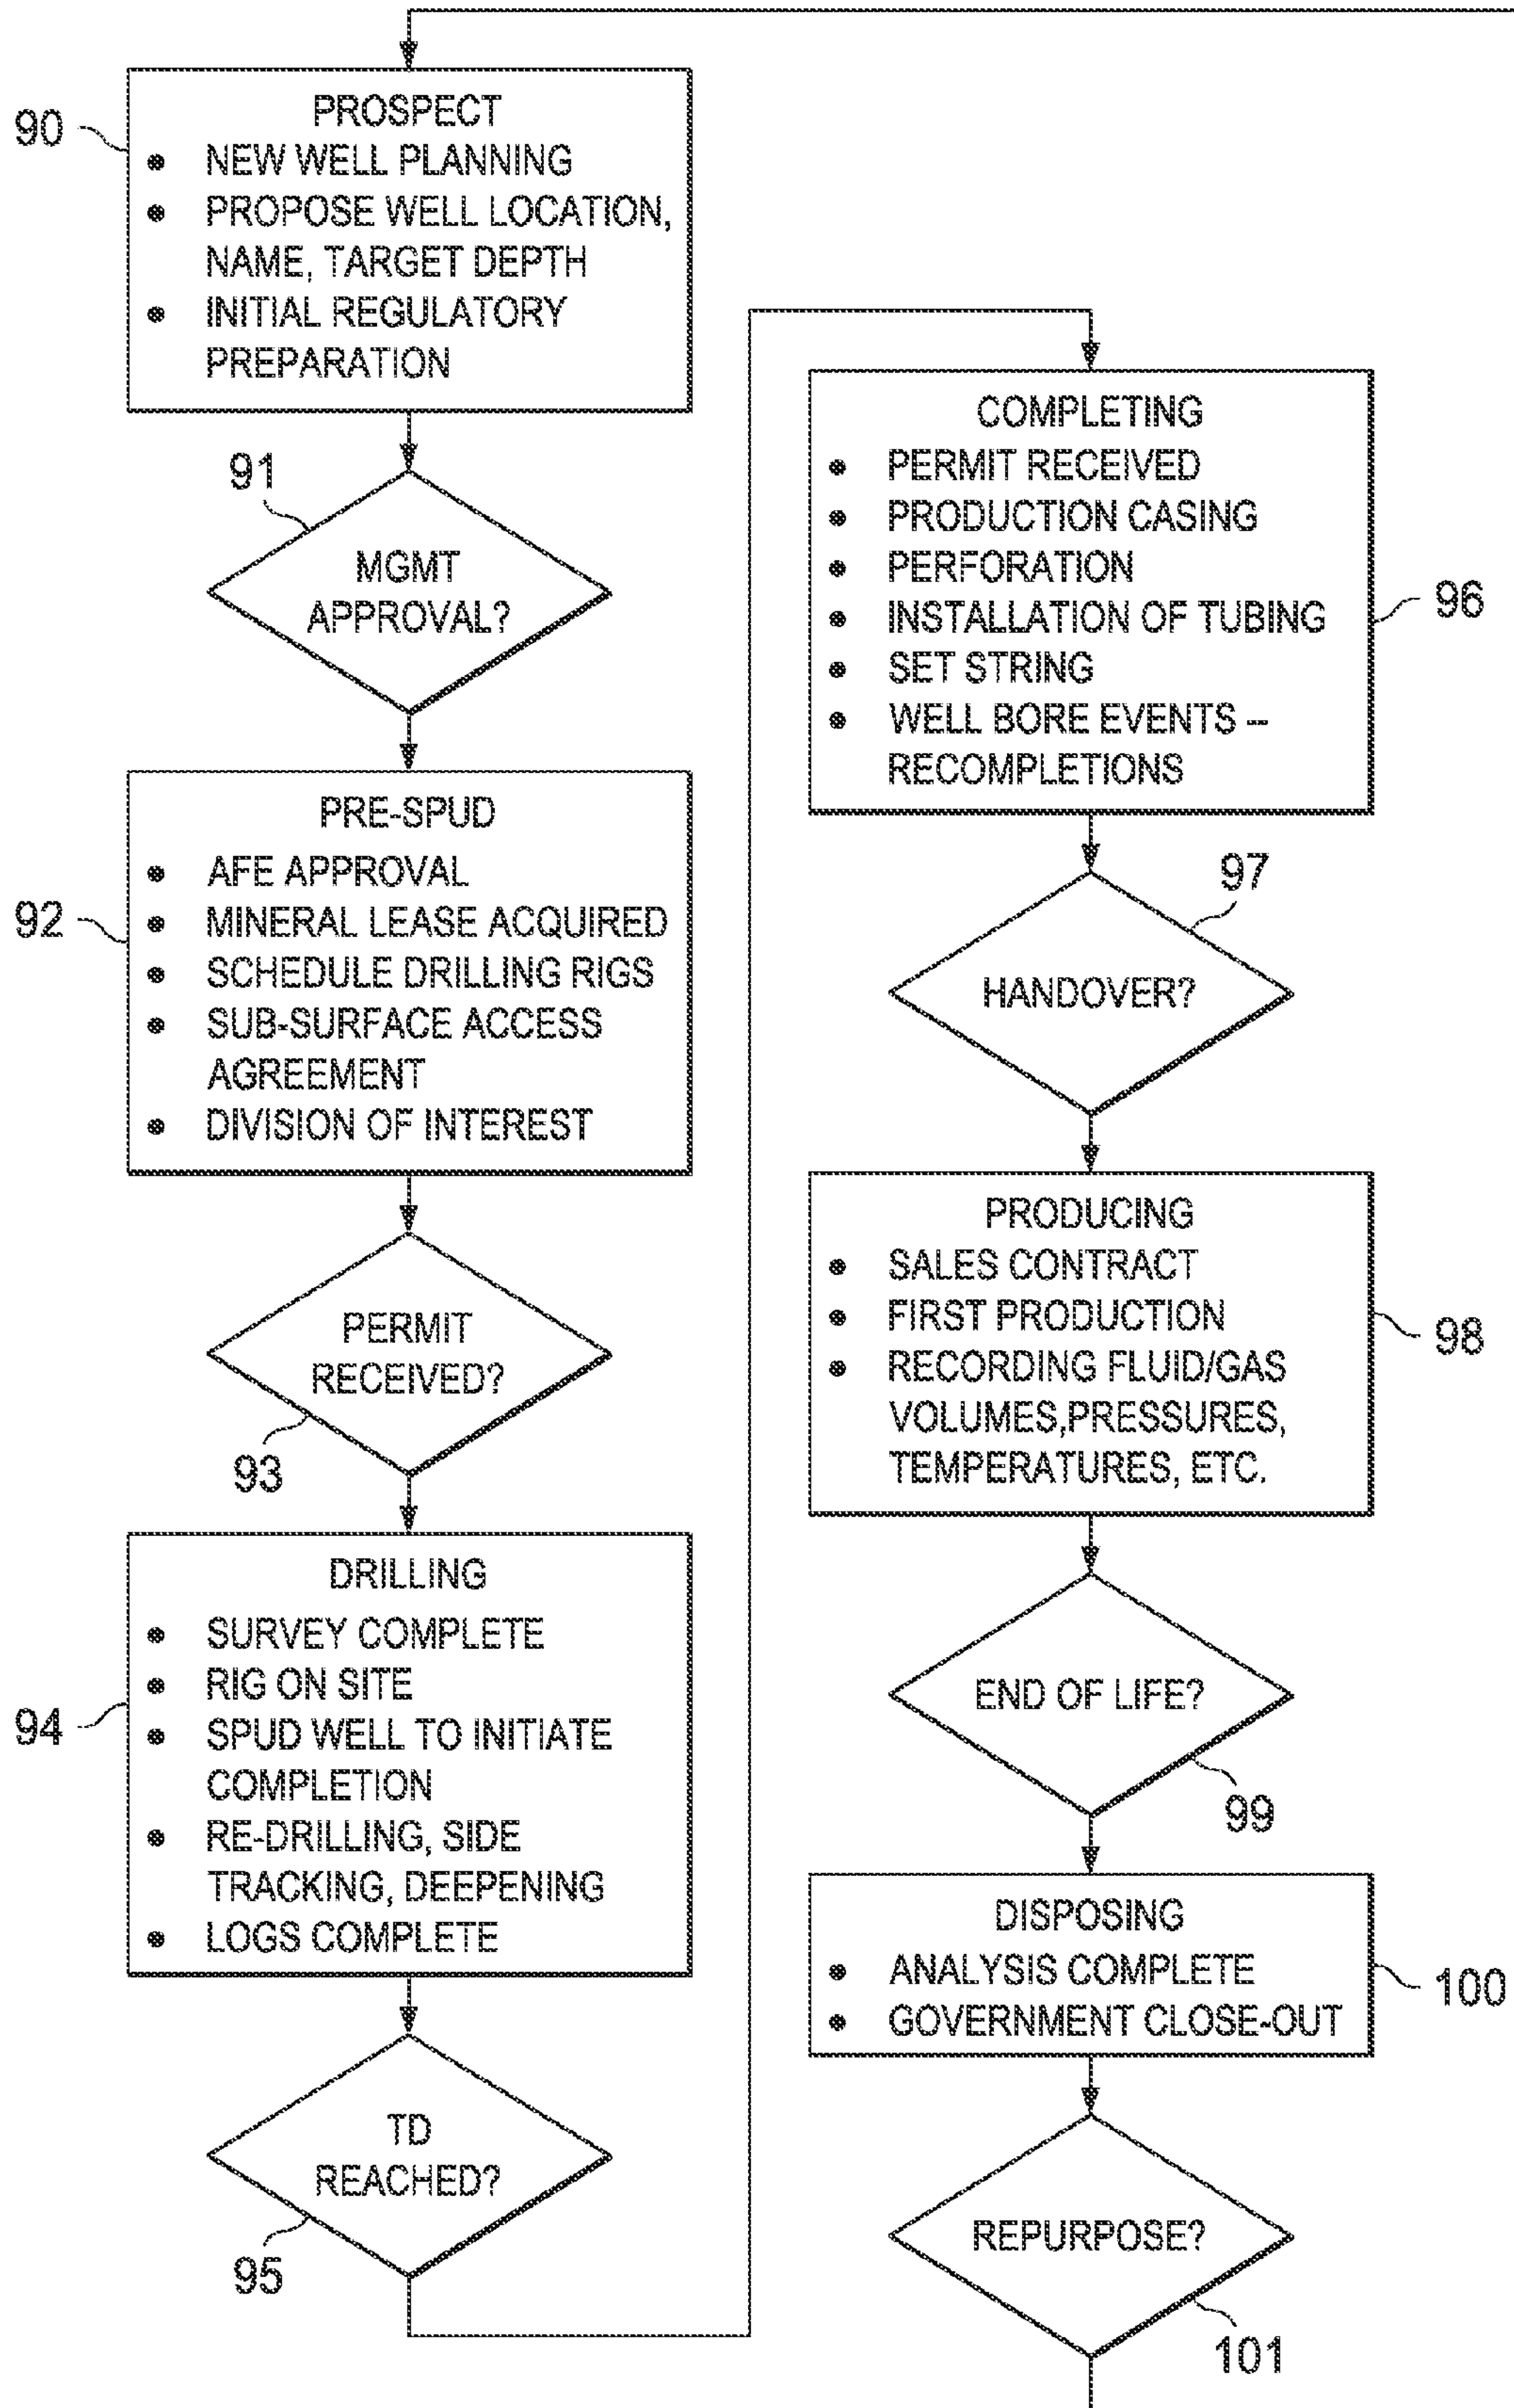 90
PROSPECT
• NEW WELL PLANNING
• PROPOSE WELL LOCATION,
NAME, TARGET DEPTH
• INITIAL REGULATORY
PREPARATION
91
MGMT
APPROVAL?
92
PRE-SPUD
• AFE APPROVAL
• MINERAL LEASE ACQUIRED
• SCHEDULE DRILLING RIGS
• SUB-SURFACE ACCESS
AGREEMENT
• DIVISION OF INTEREST
PERMIT
RECEIVED?
93
DRILLING
94
• SURVEY COMPLETE
• RIG ON SITE
• SPUD WELL TO INITIATE
COMPLETION
• RE-DRILLING, SIDE
TRACKING, DEEPENING
• LOGS COMPLETE
TD
REACHED?
95
COMPLETING
• PERMIT RECEIVED
• PRODUCTION CASING
• PERFORATION
• INSTALLATION OF TUBING
• SET STRING
• WELL BORE EVENTS --
RECOMPLETIONS
96
97
HANDOVER?
PRODUCING
• SALES CONTRACT
• FIRST PRODUCTION
• RECORDING FLUID/GAS
VOLUMES,PRESSURES,
TEMPERATURES, ETC.
98
END OF LIFE?
99
DISPOSING
• ANALYSIS COMPLETE
• GOVERNMENT CLOSE-OUT
100
REPURPOSE?
101